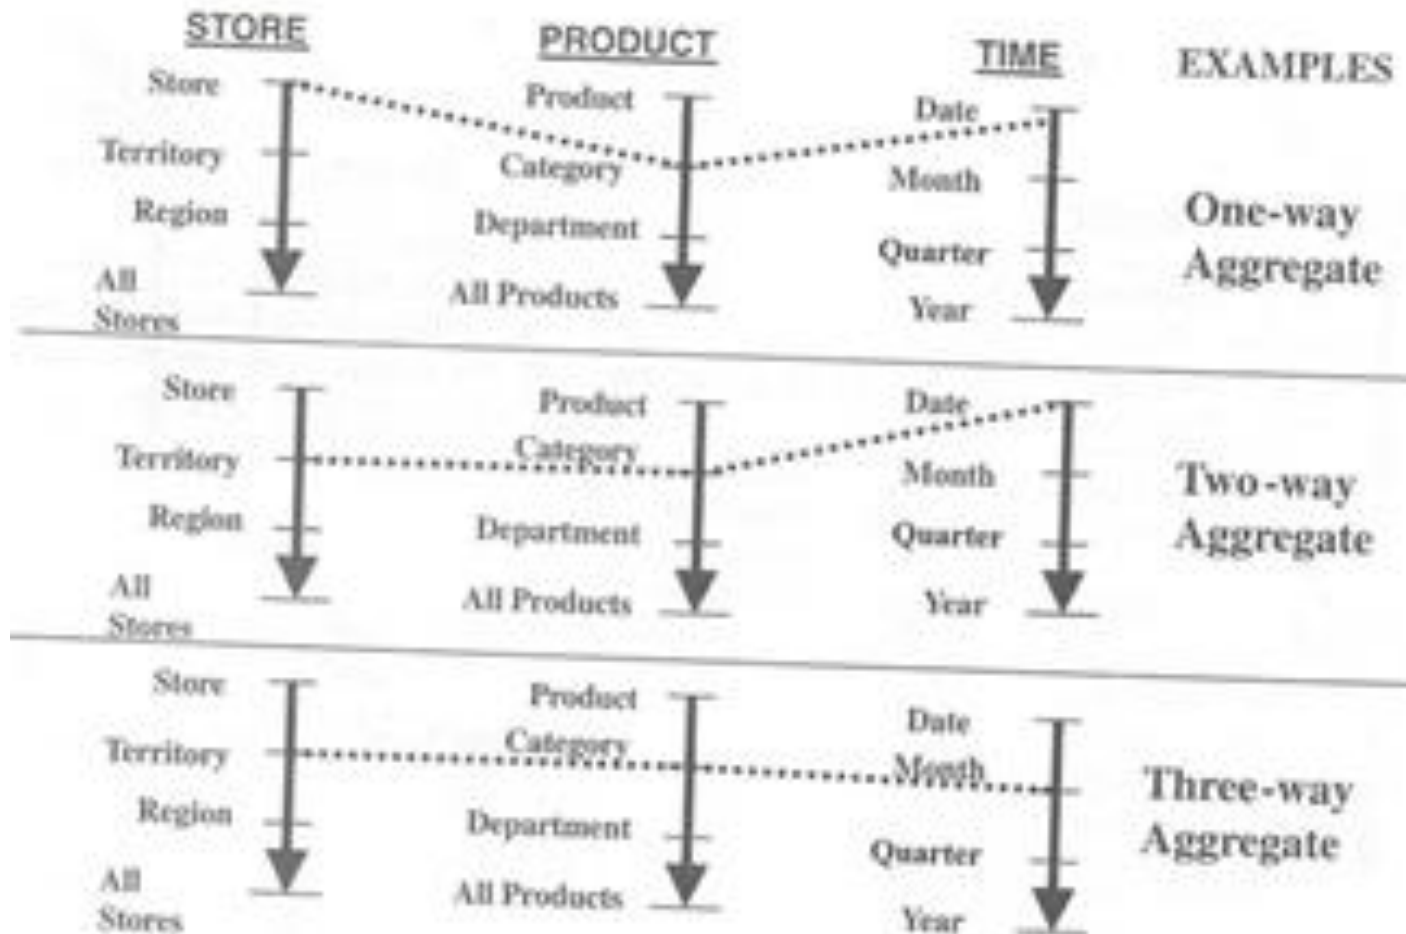 STORE PRODUCT TIME EXAMPLES
Store Product Date
Territory Category Month
Region Department Quarter
All Stores All Products Year
One-way
Aggregate
Store Product Date
Territory Category Month
Region Department Quarter
All Stores All Products Year
Two-way
Aggregate
Store Product Date
Territory Category Month
Region Department Quarter
All Stores All Products Year
Three-way
Aggregate